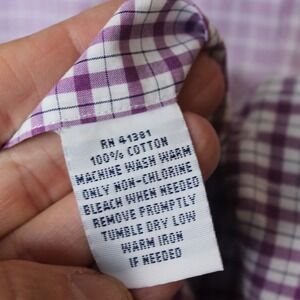 RN 41381
100% COTTON
MACHINE WASH WARM
ONLY NON-CHLORINE
BLEACH WHEN NEEDED
REMOVE PROMPTLY
TUMBLE DRY LOW
WARM IRON
IF NEEDED